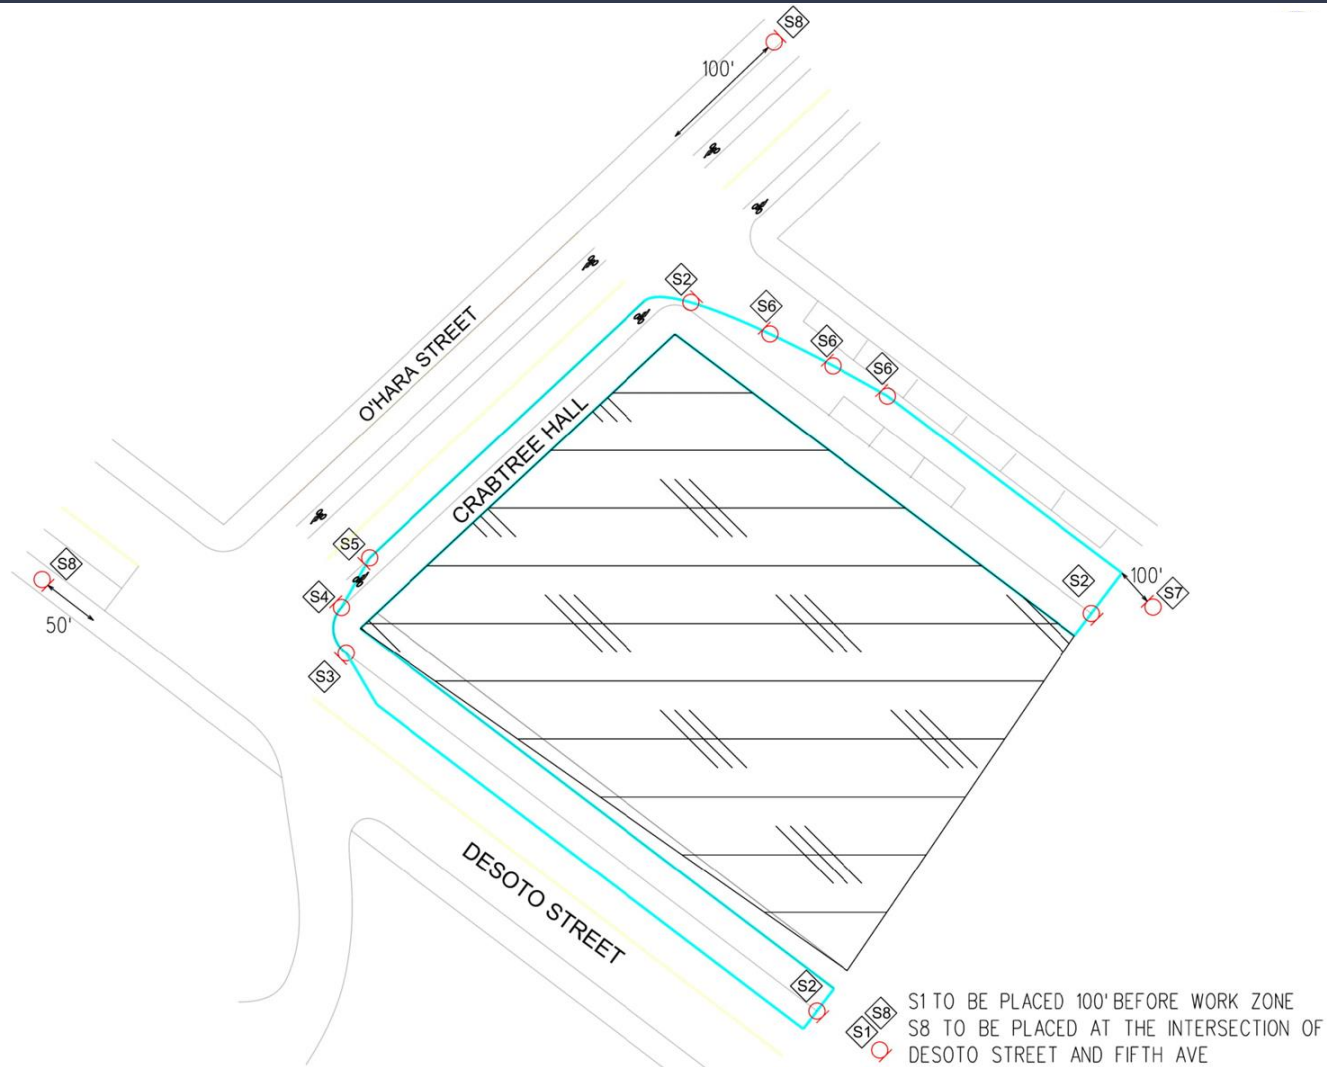 S8
100'
S2
S6
S6
S6
O'HARA STREET
CRABTREE HALL
S5
S8
S4
50'
S3
S2
100'
S7
DESOTO STREET
S2
S8
S1
S1 TO BE PLACED 100' BEFORE WORK ZONE
S8 TO BE PLACED AT THE INTERSECTION OF
DESOTO STREET AND FIFTH AVE